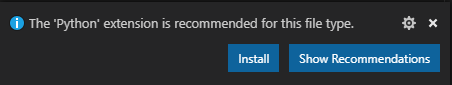 The 'Python' extension is recommended for this file type.
Install
Show Recommendations